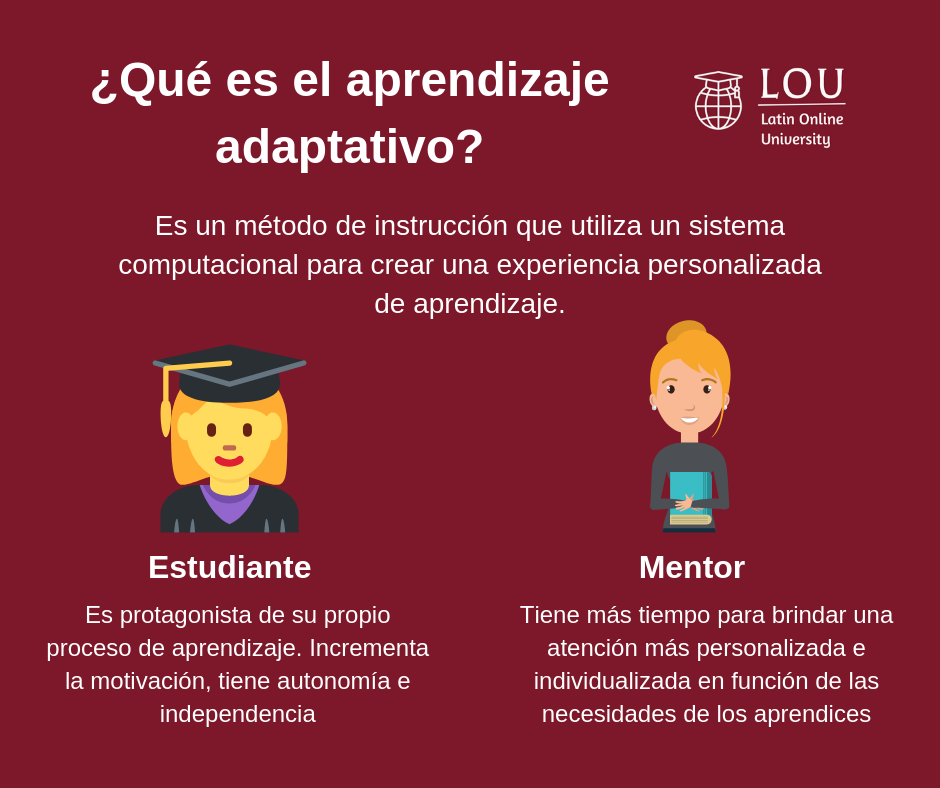 ¿Qué es el aprendizaje
adaptativo?
LOU
Latin Online
University
Es un método de instrucción que utiliza un sistema
computacional para crear una experiencia personalizada
de aprendizaje.
Estudiante
Es protagonista de su propio
proceso de aprendizaje. Incrementa
la motivación, tiene autonomía e
independencia
Mentor
Tiene más tiempo para brindar una
atención más personalizada e
individualizada en función de las
necesidades de los aprendices